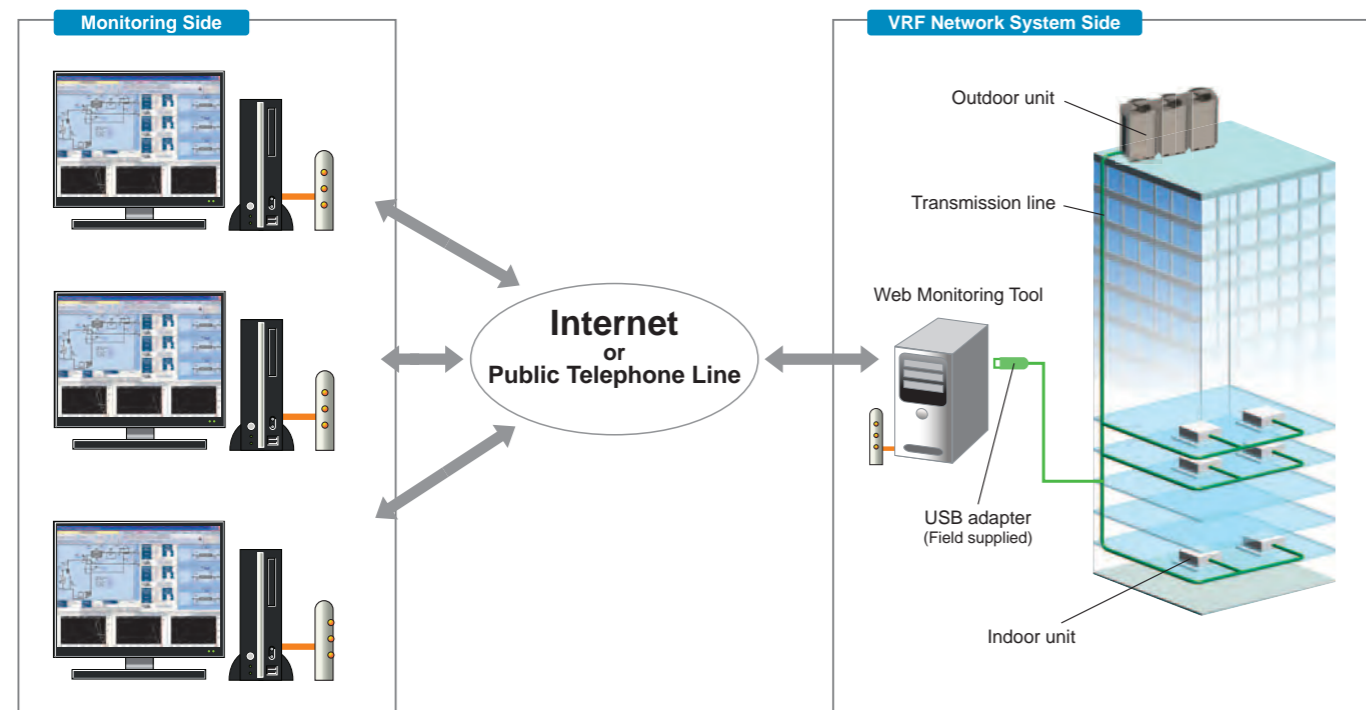 Monitoring Side
VRF Network System Side
Outdoor unit
Transmission line
Web Monitoring Tool
Internet
or
Public Telephone Line
USB adapter
(Field supplied)
Indoor unit